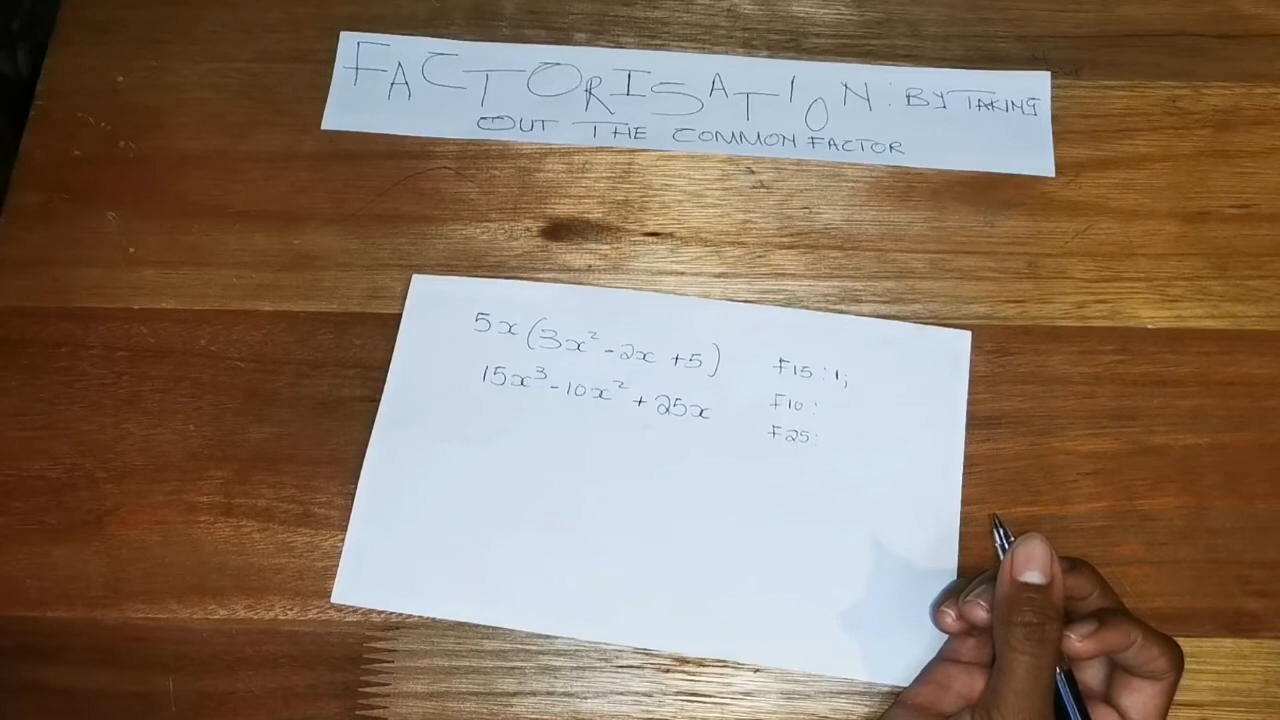 FACTORISATION: BY TAKING
OUT THE COMMON FACTOR
5x(3x² - 2x + 5)
15x³ - 10x² + 25x
F15: 1;
F10:
F25: